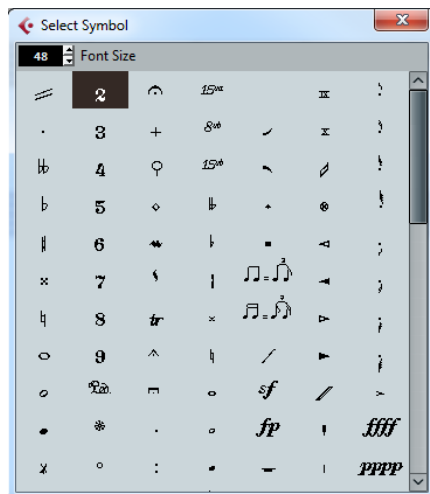 Select Symbol
48 Font Size
2 15ma
3 + 8vb x
4 15vb
5
6
7
8 tr
9
Ped. sf
fp ffff
pppp